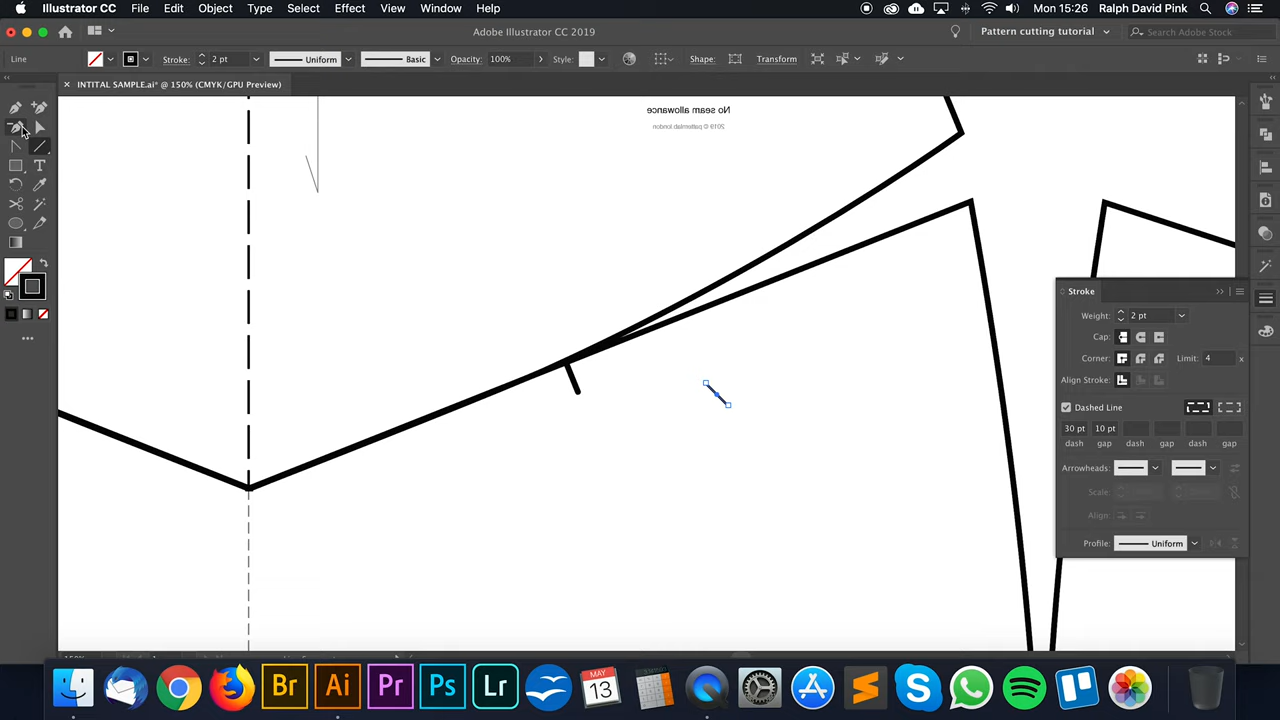 Illustrator CC File Edit Object Type Select Effect View Window Help Mon 15:26 Ralph David Pink
Adobe Illustrator CC 2019 Pattern cutting tutorial Search Adobe Stock
Line Stroke: 2 pt Uniform Basic Opacity: 100% Style: Shape: Transform
INTITAL SAMPLE.ai* @ 150% (CMYK/GPU Preview)
No seam allowance
2019 © patternlab.london
Stroke
Weight: 2 pt
Cap:
Corner: Limit: 4 x
Align Stroke:
Dashed Line
30 pt 10 pt
dash gap dash gap dash gap
Arrowheads:
Scale:
Align:
Profile: Uniform
MAY
13
Br Ai Pr Ps Lr